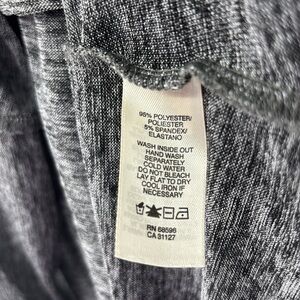 95% POLYESTER/
POLIESTER
5% SPANDEX/
ELASTANO
WASH INSIDE OUT
HAND WASH
SEPARATELY
COLD WATER
DO NOT BLEACH
LAY FLAT TO DRY
COOL IRON IF
NECESSARY
RN 68596
CA 31127